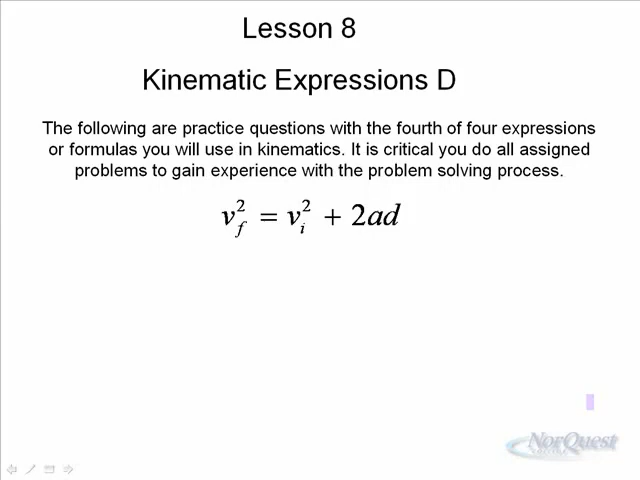 Lesson 8
Kinematic Expressions D
The following are practice questions with the fourth of four expressions
or formulas you will use in kinematics. It is critical you do all assigned
problems to gain experience with the problem solving process.
v_f^2 = v_i^2 + 2ad
NorQuest